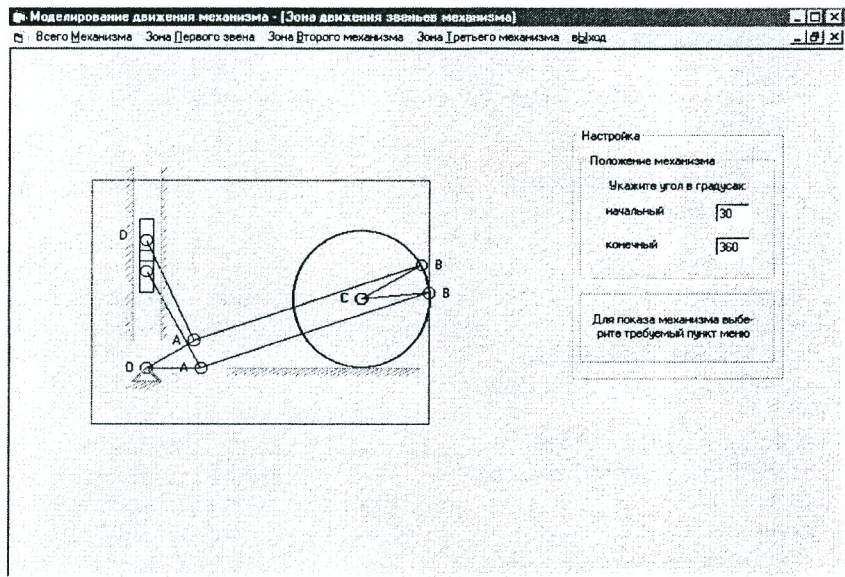 Моделирование движения механизма - [Зона движения звеньев механизма]
Всего Механизма Зона Первого звена Зона Второго механизма Зона Третьего механизма вЫход
Настройка
Положение механизма
Укажите угол в градусах:
начальный 30
конечный 360
Для показа механизма выбе-
рите требуемый пункт меню
D
B
C
B
A
O A